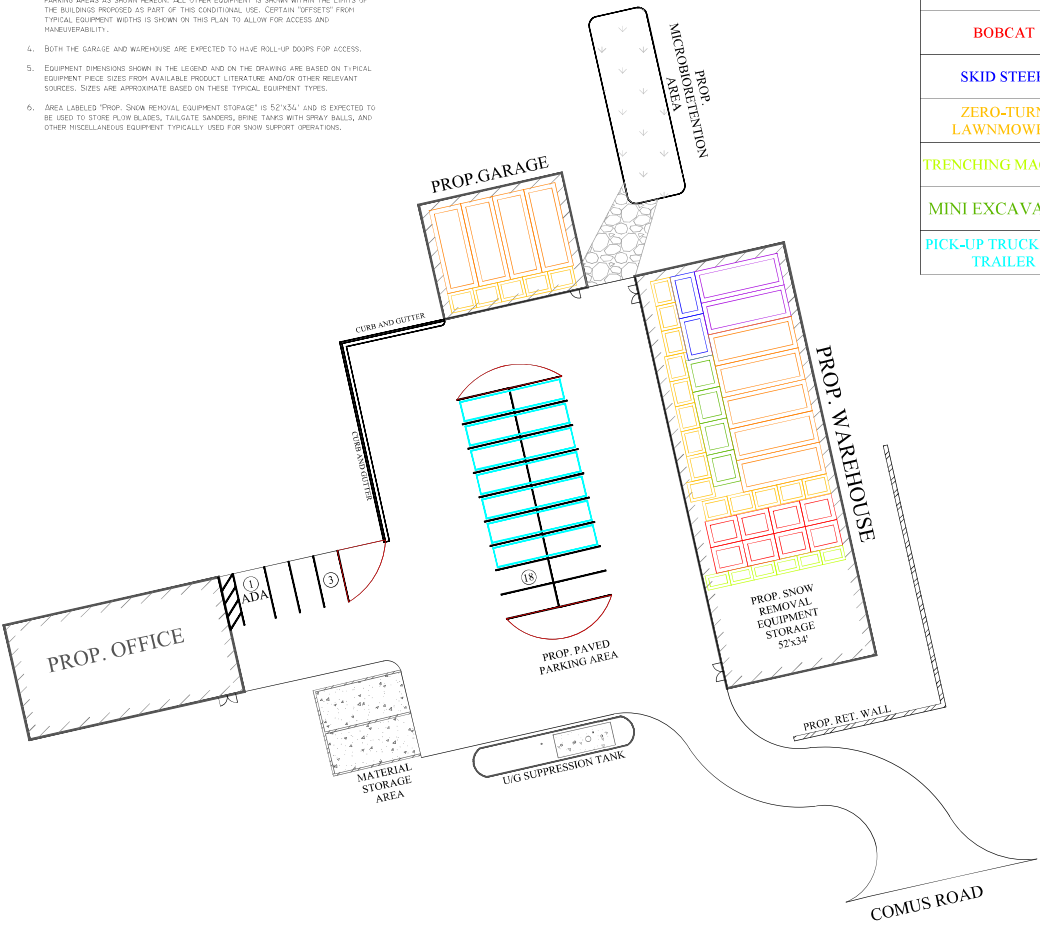 PARKING AREAS AS SHOWN HEREON. ALL OTHER EQUIPMENT IS SHOWN WITHIN THE LIMITS OF
THE BUILDINGS PROPOSED AS PART OF THIS CONDITIONAL USE. CERTAIN "OFFSETS" FROM
TYPICAL EQUIPMENT WIDTHS IS SHOWN ON THIS PLAN TO ALLOW FOR ACCESS AND
MANEUVERABILITY.
4. BOTH THE GARAGE AND WAREHOUSE ARE EXPECTED TO HAVE ROLL-UP DOORS FOR ACCESS.
5. EQUIPMENT DIMENSIONS SHOWN IN THE LEGEND AND ON THE DRAWING ARE BASED ON TYPICAL
EQUIPMENT PIECE SIZES FROM AVAILABLE PRODUCT LITERATURE AND/OR OTHER RELEVANT
SOURCES. SIZES ARE APPROXIMATE BASED ON THESE TYPICAL EQUIPMENT TYPES.
6. AREA LABELED "PROP. SNOW REMOVAL EQUIPMENT STORAGE" IS 52'X34' AND IS EXPECTED TO
BE USED TO STORE PLOW BLADES, TAILGATE SANDERS, BRINE TANKS WITH SPRAY BALLS, AND
OTHER MISCELLANEOUS EQUIPMENT TYPICALLY USED FOR SNOW SUPPORT OPERATIONS.
BOBCAT
SKID STEER
ZERO-TURN
LAWNMOWE
TRENCHING MAC
MINI EXCAVA
PICK-UP TRUCK
TRAILER
PROP.
MICROBIORETENTION
AREA
PROP.GARAGE
CURB AND GUTTER
CURB AND GUTTER
PROP. WAREHOUSE
1
ADA
3
18
PROP. OFFICE
PROP. PAVED
PARKING AREA
PROP. SNOW
REMOVAL
EQUIPMENT
STORAGE
52'x34'
PROP. RET. WALL
MATERIAL
STORAGE
AREA
U/G SUPPRESSION TANK
COMUS ROAD